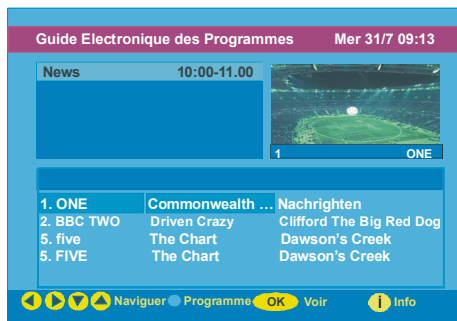 Guide Electronique des Programmes Mer 31/7 09:13
News 10:00-11.00
1 ONE
1. ONE Commonwealth ... Nachrichten
2. BBC TWO Driven Crazy Clifford The Big Red Dog
5. five The Chart Dawson's Creek
5. FIVE The Chart Dawson's Creek
Naviguer Programme OK Voir i Info